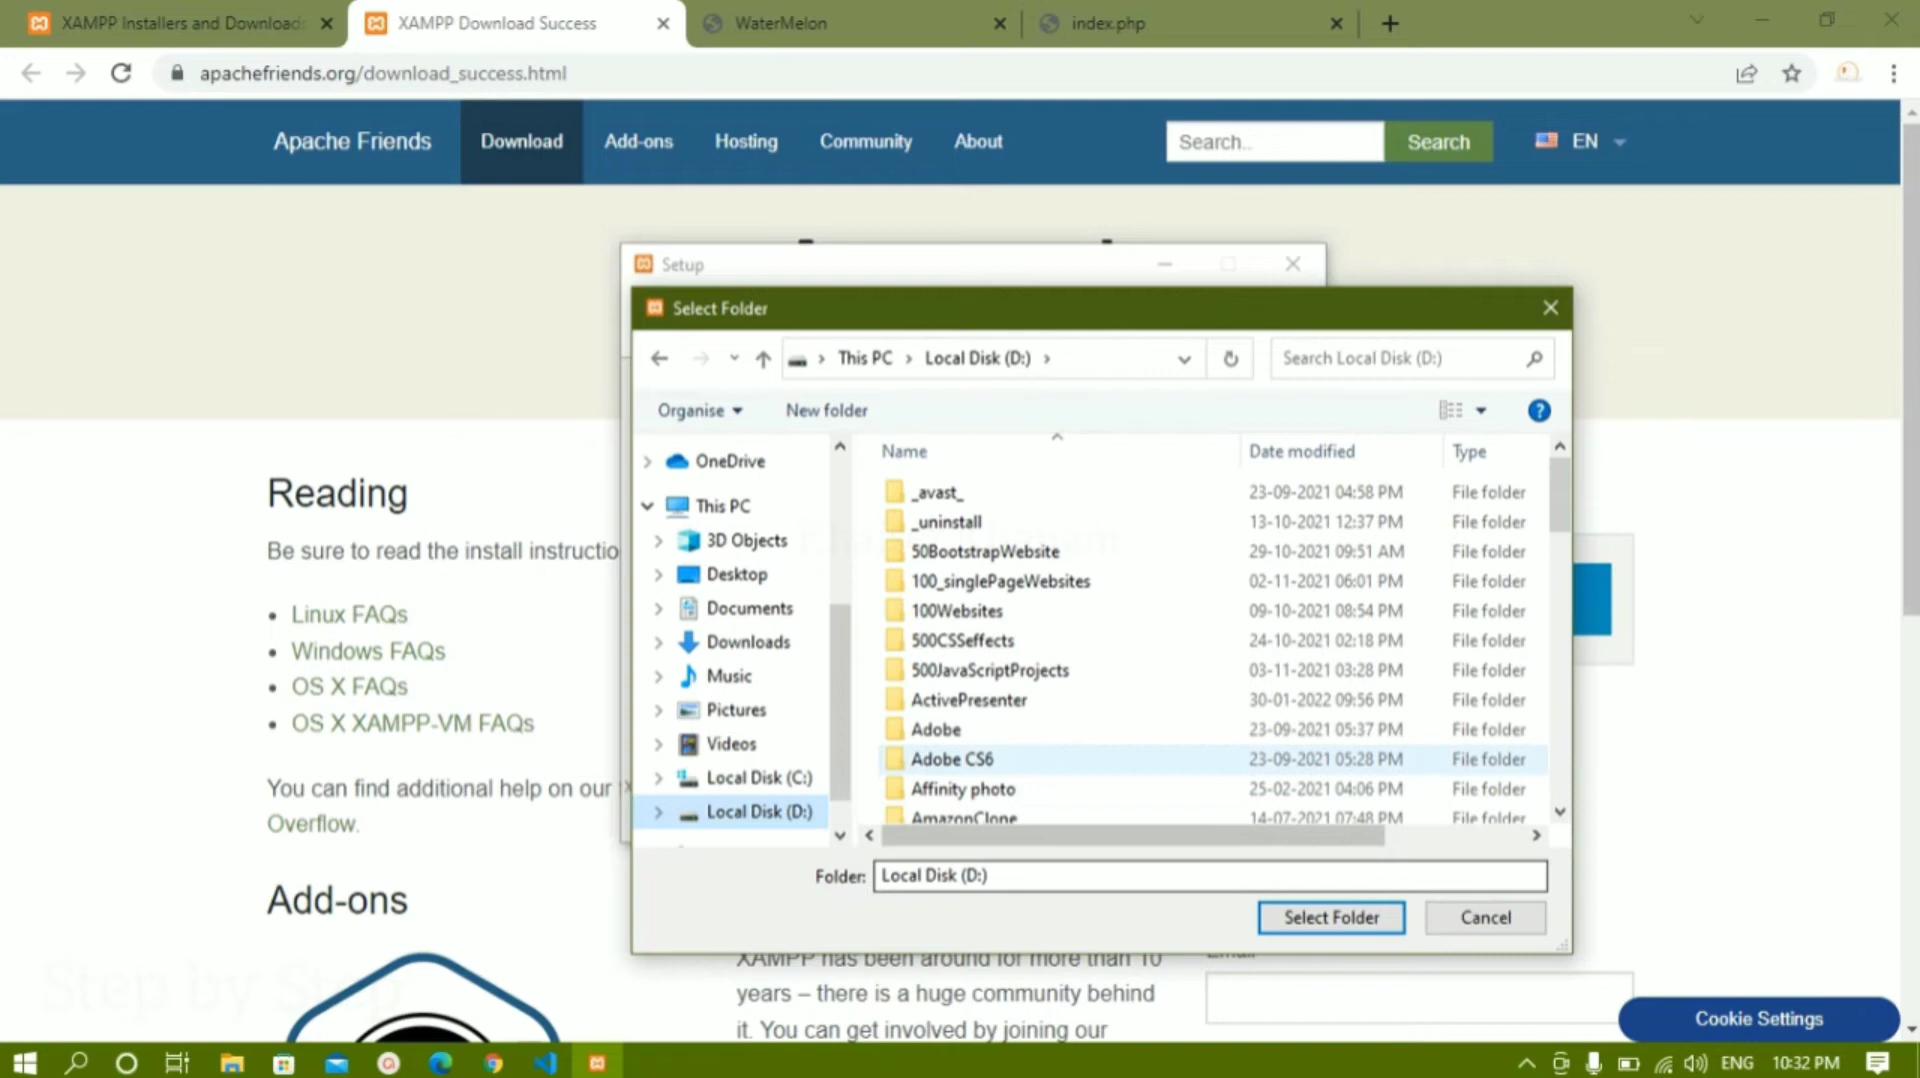 XAMPP Installers and Downloads
XAMPP Download Success
WaterMelon
index.php
apachefriends.org/download_success.html
Apache Friends
Download
Add-ons
Hosting
Community
About
Search..
Search
EN
Setup
Select Folder
This PC
Local Disk (D:)
Search Local Disk (D:)
Organise
New folder
Name
Date modified
Type
OneDrive
This PC
3D Objects
Desktop
Documents
Downloads
Music
Pictures
Videos
Local Disk (C:)
Local Disk (D:)
_avast_ 23-09-2021 04:58 PM File folder
_uninstall 13-10-2021 12:37 PM File folder
50BootstrapWebsite 29-10-2021 09:51 AM File folder
100_singlePageWebsites 02-11-2021 06:01 PM File folder
100Websites 09-10-2021 08:54 PM File folder
500CSSeffects 24-10-2021 02:18 PM File folder
500JavaScriptProjects 03-11-2021 03:28 PM File folder
ActivePresenter 30-01-2022 09:56 PM File folder
Adobe 23-09-2021 05:37 PM File folder
Adobe CS6 23-09-2021 05:28 PM File folder
Affinity photo 25-02-2021 04:06 PM File folder
AmazonClone 14-07-2021 07:48 PM File folder
Folder: Local Disk (D:)
Select Folder
Cancel
Reading
Be sure to read the install instructio
Linux FAQs
Windows FAQs
OS X FAQs
OS X XAMPP-VM FAQs
You can find additional help on our
Overflow.
Add-ons
Step by Step
XAMPP has been around for more than 10
years – there is a huge community behind
it. You can get involved by joining our
Email
Cookie Settings
ENG
10:32 PM